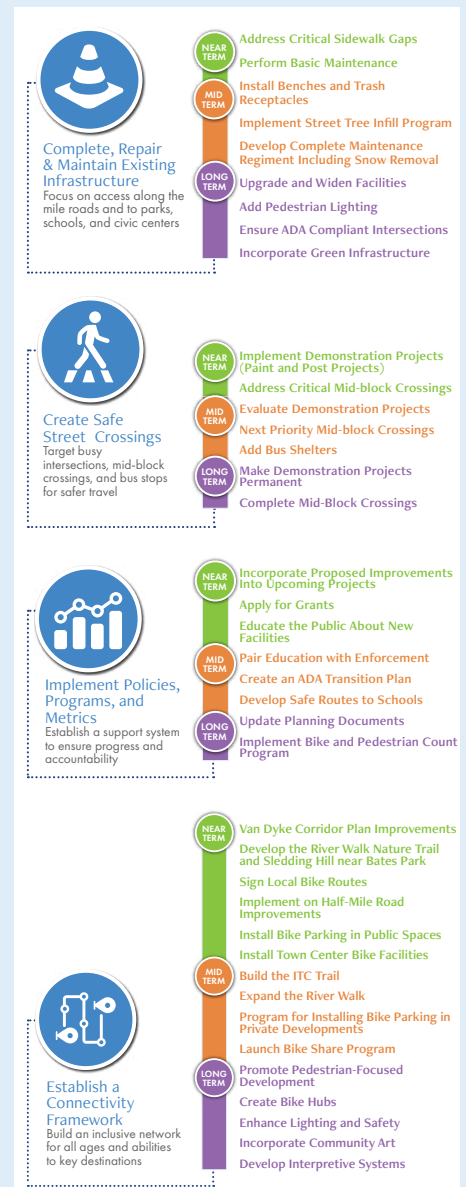 Complete, Repair
& Maintain Existing
Infrastructure
Focus on access along the
mile roads and to parks,
schools, and civic centers
NEAR
TERM
Address Critical Sidewalk Gaps
Perform Basic Maintenance
MID
TERM
Install Benches and Trash
Receptacles
Implement Street Tree Infill Program
Develop Complete Maintenance
Regiment Including Snow Removal
LONG
TERM
Upgrade and Widen Facilities
Add Pedestrian Lighting
Ensure ADA Compliant Intersections
Incorporate Green Infrastructure
Create Safe
Street Crossings
Target busy
intersections, mid-block
crossings, and bus stops
for safer travel
NEAR
TERM
Implement Demonstration Projects
(Paint and Post Projects)
Address Critical Mid-block Crossings
MID
TERM
Evaluate Demonstration Projects
Next Priority Mid-block Crossings
Add Bus Shelters
LONG
TERM
Make Demonstration Projects
Permanent
Complete Mid-Block Crossings
Implement Policies,
Programs, and
Metrics
Establish a support system
to ensure progress and
accountability
NEAR
TERM
Incorporate Proposed Improvements
Into Upcoming Projects
Apply for Grants
Educate the Public About New
Facilities
MID
TERM
Pair Education with Enforcement
Create an ADA Transition Plan
Develop Safe Routes to Schools
LONG
TERM
Update Planning Documents
Implement Bike and Pedestrian Count
Program
Establish a
Connectivity
Framework
Build an inclusive network
for all ages and abilities
to key destinations
NEAR
TERM
Van Dyke Corridor Plan Improvements
Develop the River Walk Nature Trail
and Sledding Hill near Bates Park
Sign Local Bike Routes
Implement on Half-Mile Road
Improvements
Install Bike Parking in Public Spaces
Install Town Center Bike Facilities
MID
TERM
Build the ITC Trail
Expand the River Walk
Program for Installing Bike Parking in
Private Developments
Launch Bike Share Program
LONG
TERM
Promote Pedestrian-Focused
Development
Create Bike Hubs
Enhance Lighting and Safety
Incorporate Community Art
Develop Interpretive Systems